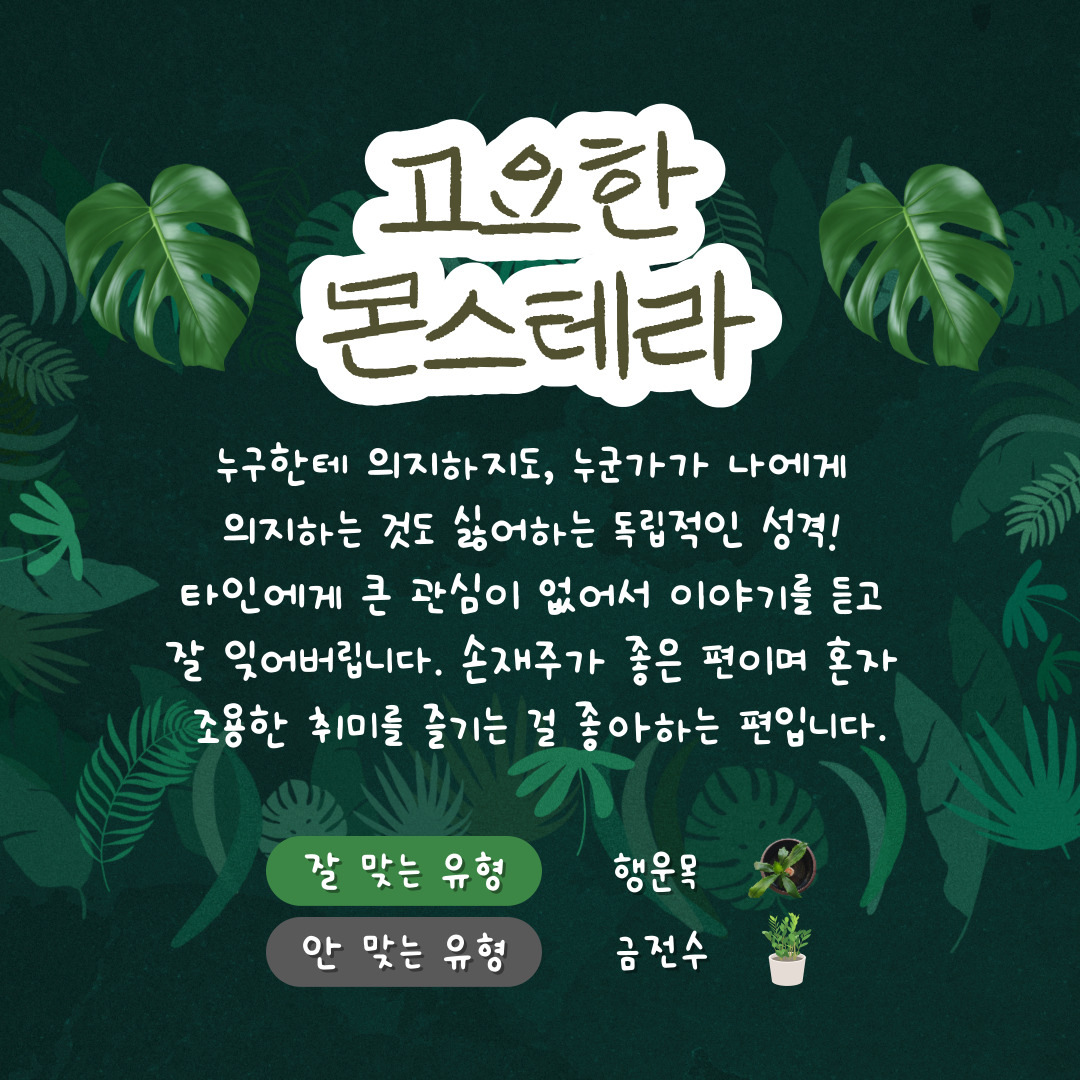 고요한
몬스테라
누구한테 의지하지도, 누군가가 나에게
의지하는 것도 싫어하는 독립적인 성격!
타인에게 큰 관심이 없어서 이야기를 듣고
잘 잊어버립니다. 손재주가 좋은 편이며 혼자
조용한 취미를 즐기는 걸 좋아하는 편입니다.
잘 맞는 유형 행운목
안 맞는 유형 금전수